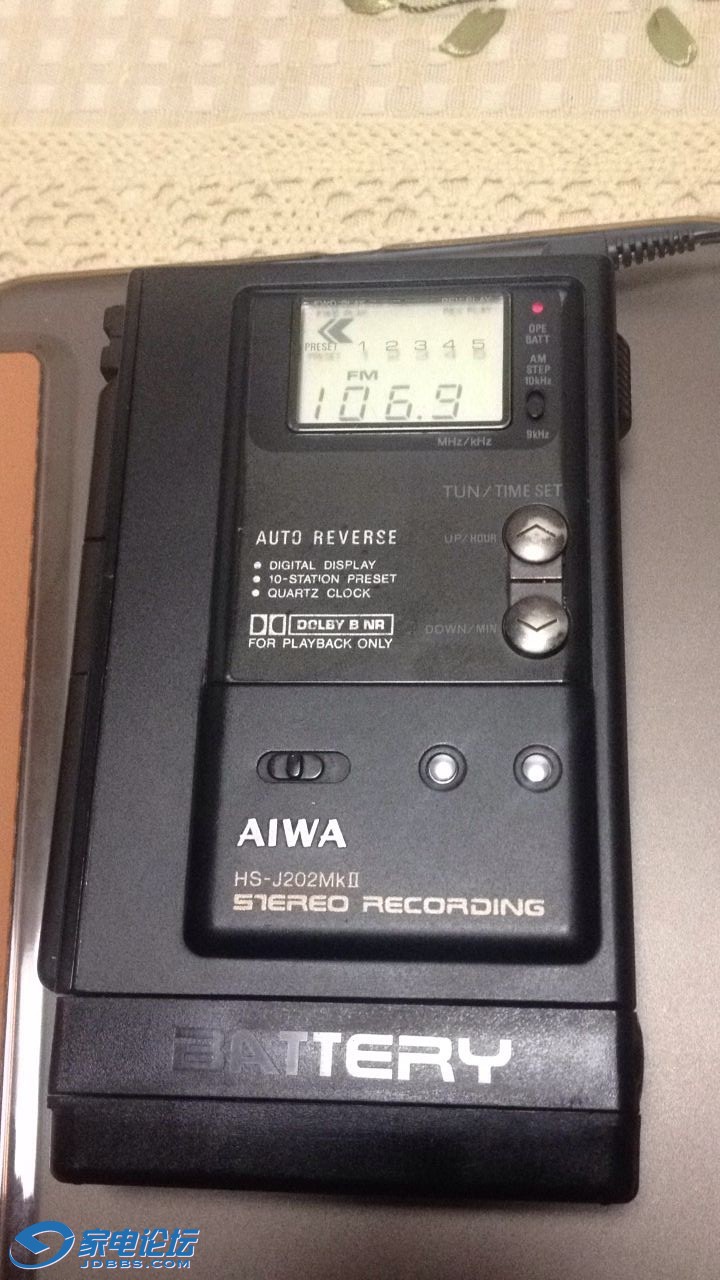 REV PLAY
PRESET 1 2 3 4 5
FM
106.9
MHz/kHz
OPE
BATT
AM
STEP
10kHz
9kHz
TUN/TIME SET
UP/HOUR
AUTO REVERSE
DIGITAL DISPLAY
10-STATION PRESET
QUARTZ CLOCK
DOLBY B NR
FOR PLAYBACK ONLY
DOWN/MIN
AIWA
HS-J202MkII
STEREO RECORDING
BATTERY
家电论坛
JDBBS.COM